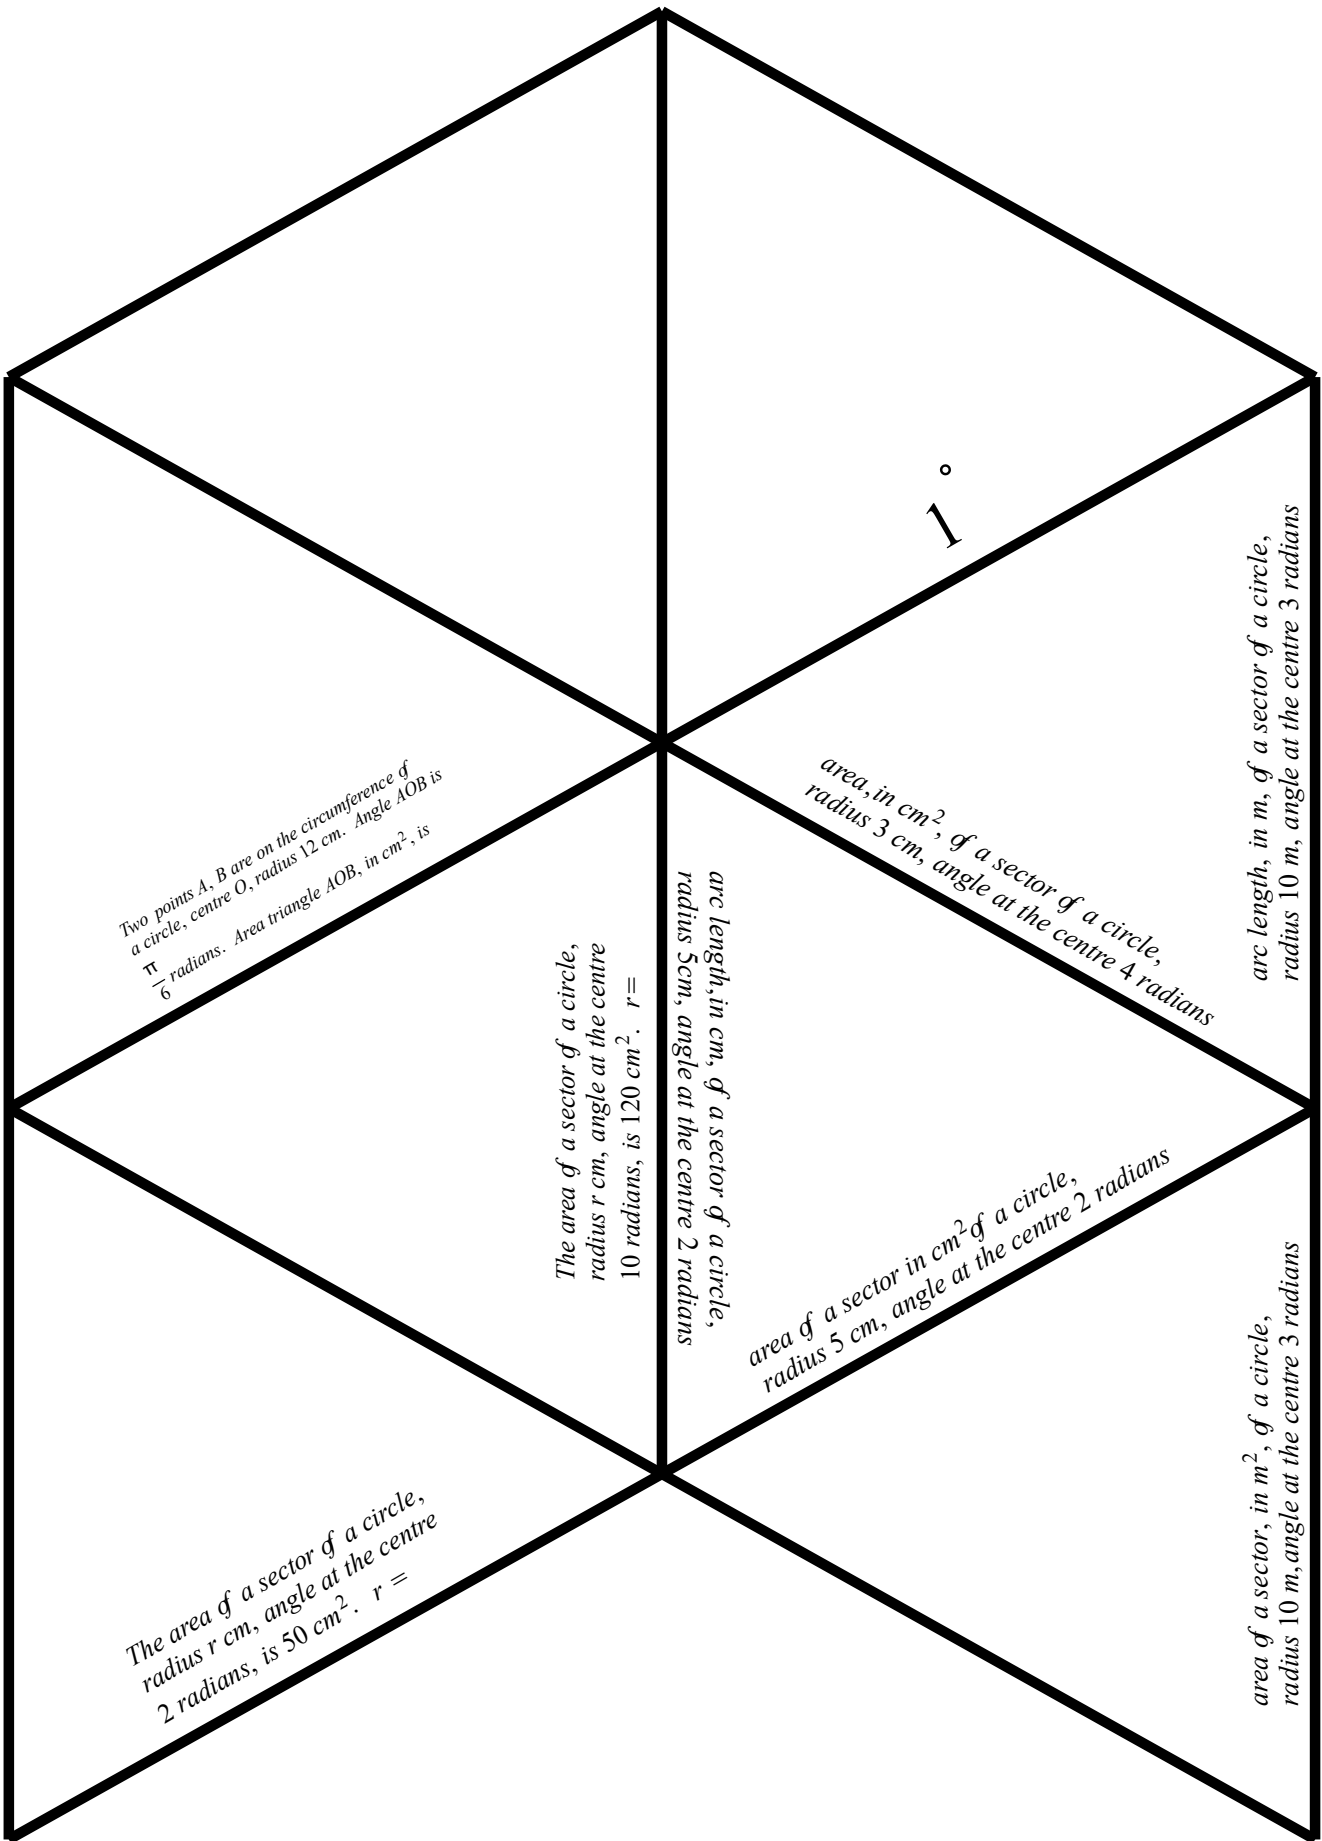 1°
arc length, in m, of a sector of a circle,
radius 10 m, angle at the centre 3 radians
Two points A, B are on the circumference of
a circle, centre O, radius 12 cm. Angle AOB is
π/6 radians. Area triangle AOB, in cm², is
area, in cm², of a sector of a circle,
radius 3 cm, angle at the centre 4 radians
The area of a sector of a circle,
radius r cm, angle at the centre
10 radians, is 120 cm². r=
arc length, in cm, of a sector of a circle,
radius 5cm, angle at the centre 2 radians
area of a sector in cm² of a circle,
radius 5 cm, angle at the centre 2 radians
area of a sector, in m², of a circle,
radius 10 m, angle at the centre 3 radians
The area of a sector of a circle,
radius r cm, angle at the centre
2 radians, is 50 cm². r =